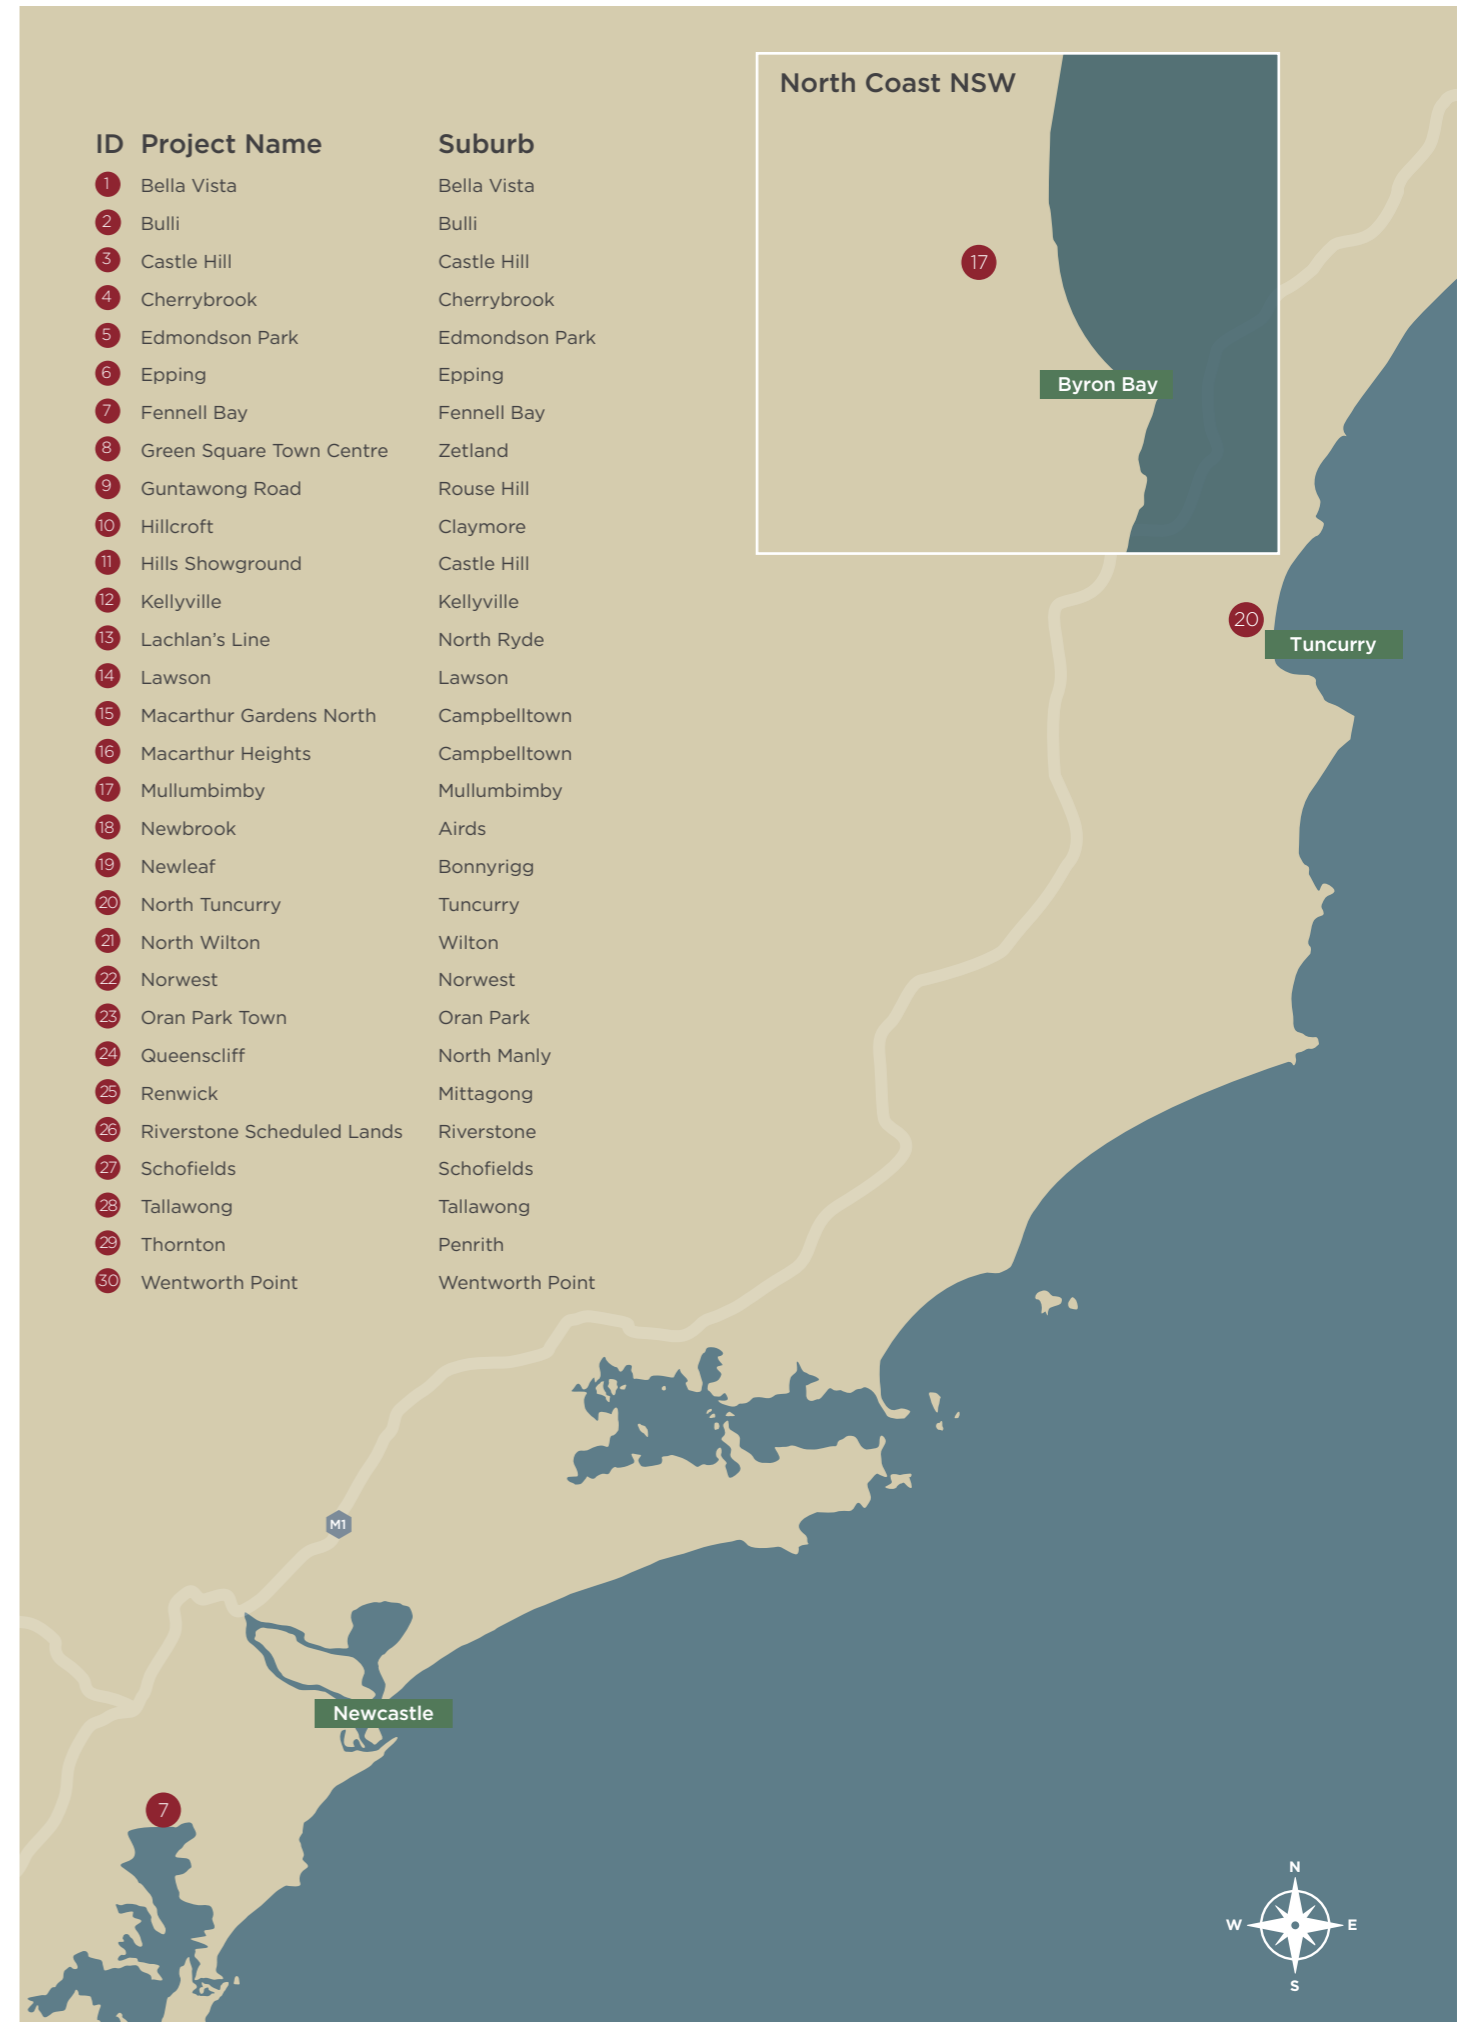 North Coast NSW
ID Project Name Suburb
1 Bella Vista Bella Vista
2 Bulli Bulli
3 Castle Hill Castle Hill
4 Cherrybrook Cherrybrook
5 Edmondson Park Edmondson Park
6 Epping Epping
7 Fennell Bay Fennell Bay
8 Green Square Town Centre Zetland
9 Guntawong Road Rouse Hill
10 Hillcroft Claymore
11 Hills Showground Castle Hill
12 Kellyville Kellyville
13 Lachlan’s Line North Ryde
14 Lawson Lawson
15 Macarthur Gardens North Campbelltown
16 Macarthur Heights Campbelltown
17 Mullumbimby Mullumbimby
18 Newbrook Airds
19 Newleaf Bonnyrigg
20 North Tuncurry Tuncurry
21 North Wilton Wilton
22 Norwest Norwest
23 Oran Park Town Oran Park
24 Queenscliff North Manly
25 Renwick Mittagong
26 Riverstone Scheduled Lands Riverstone
27 Schofields Schofields
28 Tallawong Tallawong
29 Thornton Penrith
30 Wentworth Point Wentworth Point
17
Byron Bay
20
Tuncurry
M1
Newcastle
7
N
W E
S